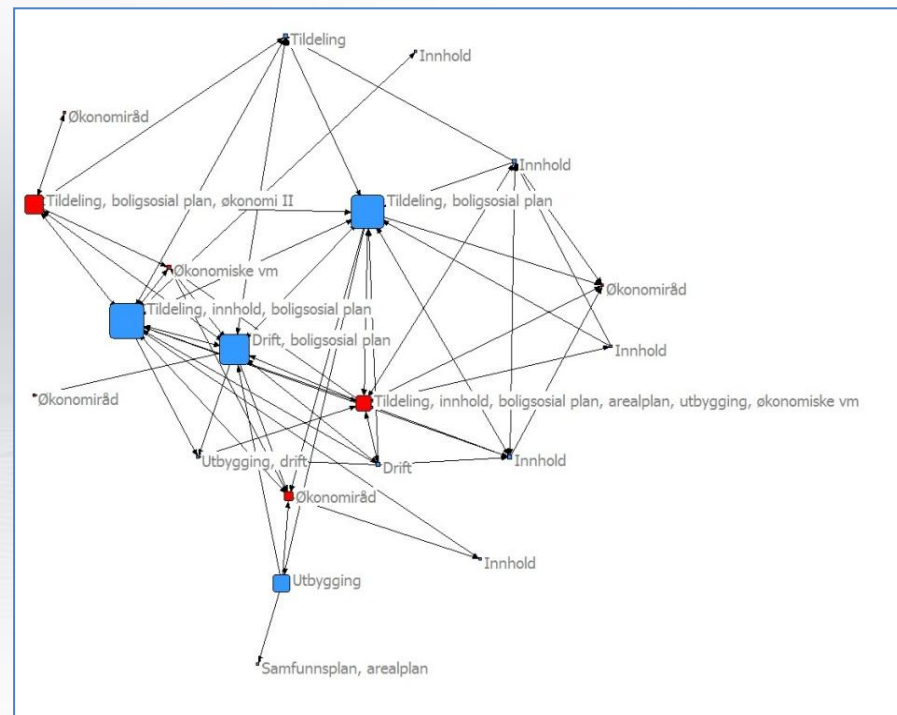 Tildeling
Innhold
Økonomiråd
Innhold
Tildeling, boligsosial plan, økonomi II
Tildeling, boligsosial plan
Økonomiske vm
Økonomiråd
Tildeling, innhold, boligsosial plan
Drift, boligsosial plan
Innhold
Økonomiråd
Tildeling, innhold, boligsosial plan, arealplan, utbygging, økonomiske vm
Utbygging, drift
Drift
Innhold
Økonomiråd
Innhold
Utbygging
Samfunnsplan, arealplan